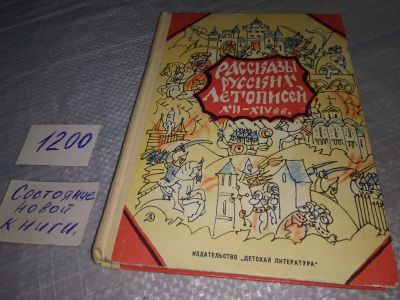 РАССКАЗЫ
РУССКИХ
ЛЕТОПИСЕЙ
XII–XIV вв.
ИЗДАТЕЛЬСТВО „ДЕТСКАЯ ЛИТЕРАТУРА"
1200
Состояние
новой
книги.